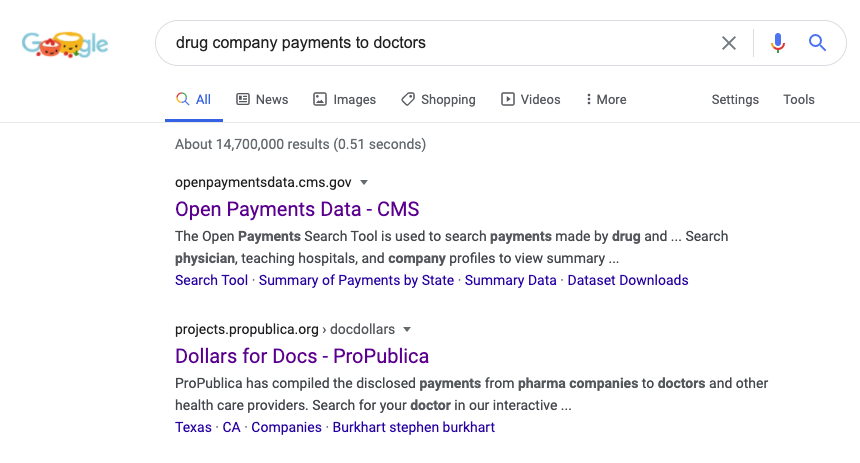 Google
drug company payments to doctors
All News Images Shopping Videos More Settings Tools
About 14,700,000 results (0.51 seconds)
openpaymentsdata.cms.gov
Open Payments Data - CMS
The Open Payments Search Tool is used to search payments made by drug and ... Search
physician, teaching hospitals, and company profiles to view summary ...
Search Tool · Summary of Payments by State · Summary Data · Dataset Downloads
projects.propublica.org › docdollars
Dollars for Docs - ProPublica
ProPublica has compiled the disclosed payments from pharma companies to doctors and other
health care providers. Search for your doctor in our interactive ...
Texas · CA · Companies · Burkhart stephen burkhart